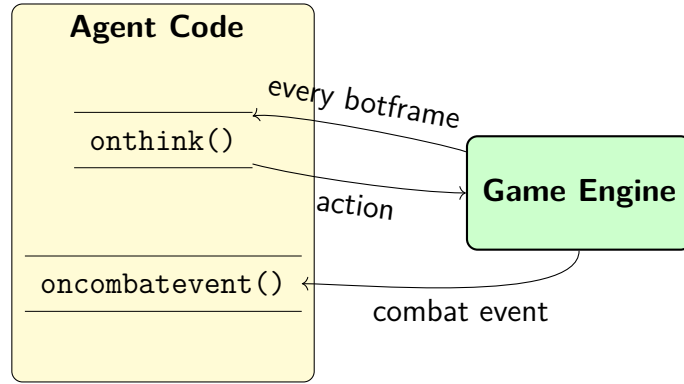 Agent Code
every botframe
onthink()
Game Engine
action
oncombatevent()
combat event